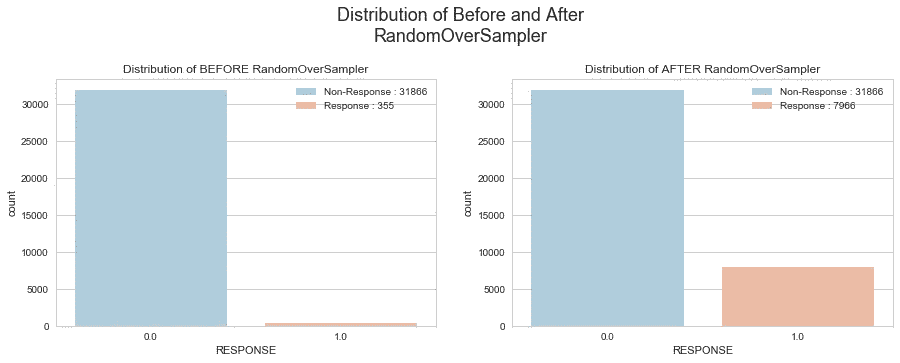 Distribution of Before and After
RandomOverSampler
Distribution of BEFORE RandomOverSampler
Non-Response : 31866
Response : 355
30000
25000
20000
15000
10000
5000
0
count
0.0
1.0
RESPONSE
Distribution of AFTER RandomOverSampler
Non-Response : 31866
Response : 7966
30000
25000
20000
15000
10000
5000
0
count
0.0
1.0
RESPONSE